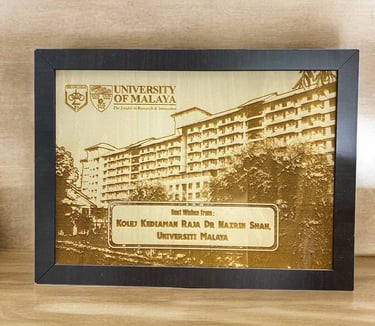 UNIVERSITY
OF MALAYA
The Leader in Research & Innovation
Best Wishes from :
KOLEJ KEDIAMAN RAJA DR NAZRIN SHAH,
UNIVERSITI MALAYA